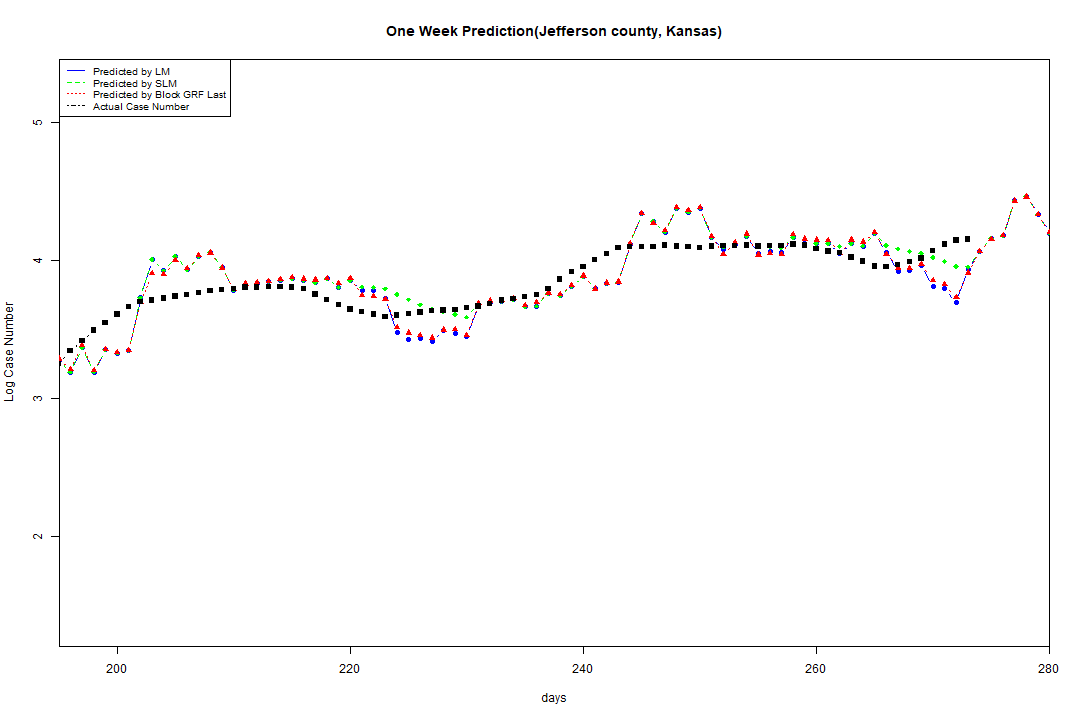 One Week Prediction(Jefferson county, Kansas)
Predicted by LM
Predicted by SLM
Predicted by Block GRF Last
Actual Case Number
5
4
3
2
Log Case Number
200 220 240 260 280
days